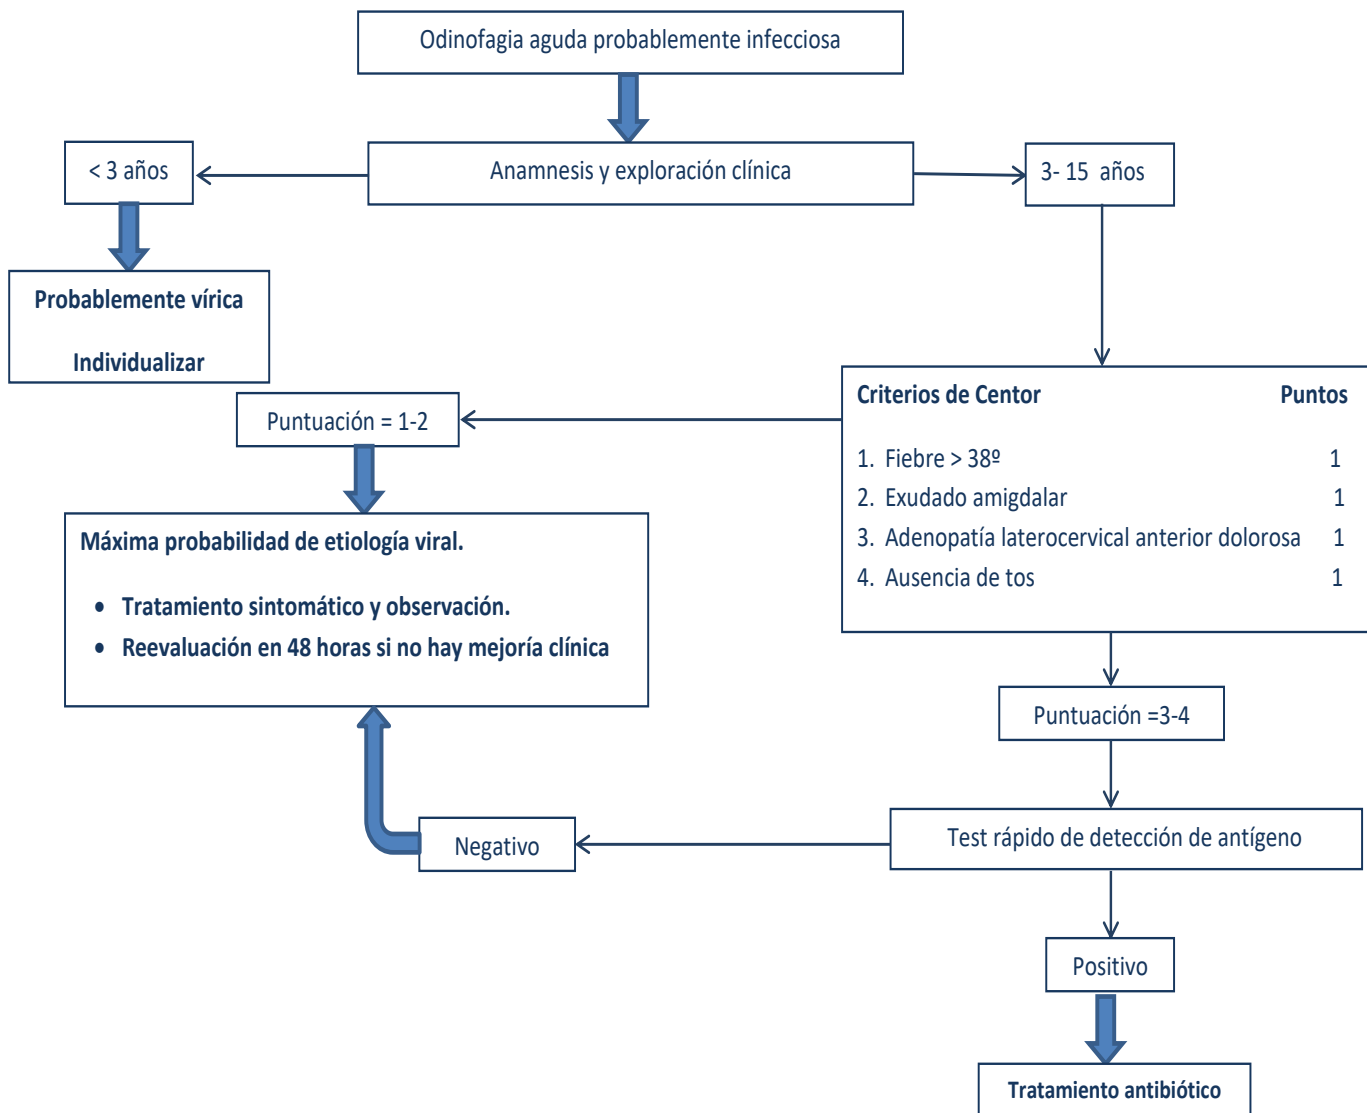 Odinofagia aguda probablemente infecciosa
< 3 años
Anamnesis y exploración clínica
3- 15  años
Probablemente vírica
Individualizar
Puntuación = 1-2
Criterios de Centor Puntos
1. Fiebre > 38º 1
2. Exudado amigdalar 1
3. Adenopatía laterocervical anterior dolorosa 1
4. Ausencia de tos 1
Máxima probabilidad de etiología viral.
• Tratamiento sintomático y observación.
• Reevaluación en 48 horas si no hay mejoría clínica
Puntuación =3-4
Test rápido de detección de antígeno
Negativo
Positivo
Tratamiento antibiótico